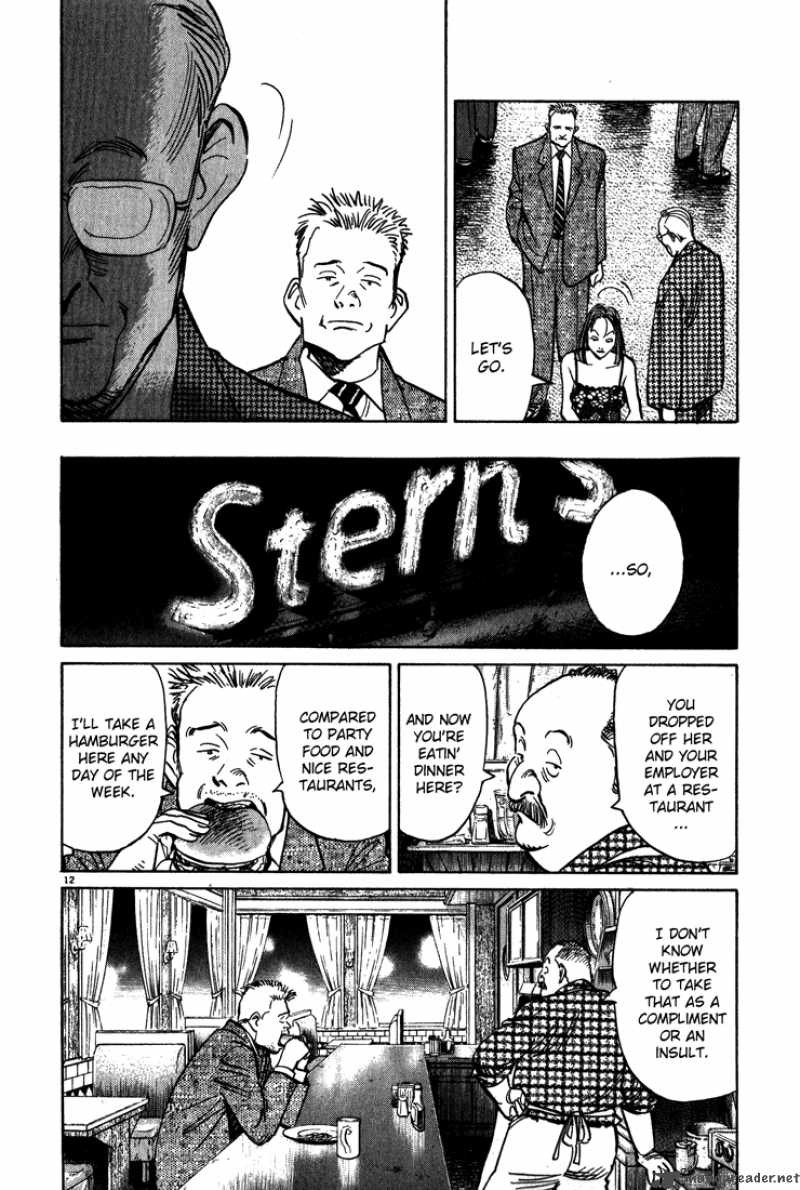 LET'S
GO.
Stern
...SO,
YOU
DROPPED
OFF HER
AND YOUR
EMPLOYER
AT A RES-
TAURANT
...
AND NOW
YOU'RE
EATIN'
DINNER
HERE?
COMPARED
TO PARTY
FOOD AND
NICE RES-
TAURANTS,
I'LL TAKE A
HAMBURGER
HERE ANY
DAY OF THE
WEEK.
12
I DON'T
KNOW
WHETHER
TO TAKE
THAT AS A
COMPLIMENT
OR AN
INSULT.